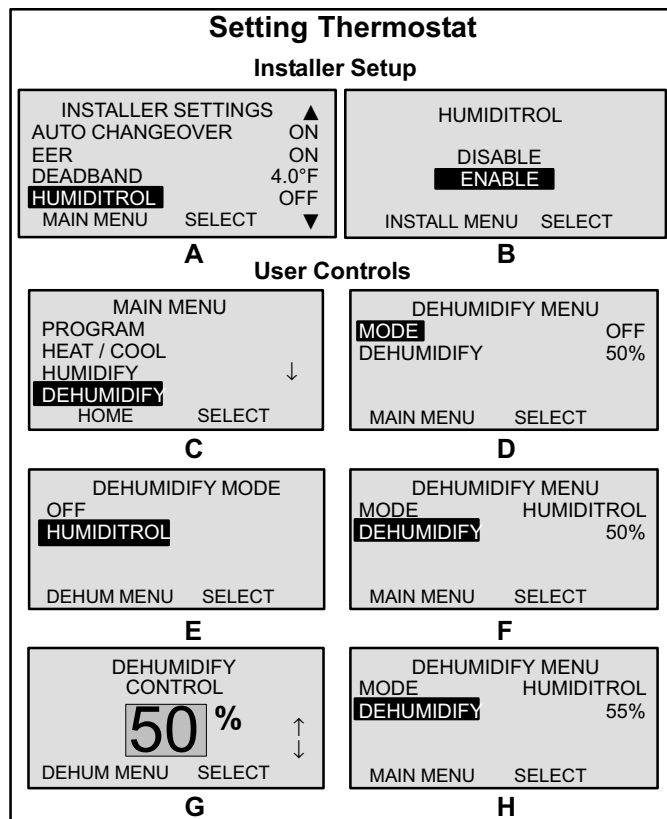 Setting Thermostat
Installer Setup
INSTALLER SETTINGS ▲
AUTO CHANGEOVER ON
EER ON
DEADBAND 4.0°F
HUMIDITROL OFF
MAIN MENU SELECT ▼
A
HUMIDITROL
DISABLE
ENABLE
INSTALL MENU SELECT
B
User Controls
MAIN MENU
PROGRAM
HEAT / COOL
HUMIDIFY ↓
DEHUMIDIFY
HOME SELECT
C
DEHUMIDIFY MENU
MODE OFF
DEHUMIDIFY 50%
MAIN MENU SELECT
D
DEHUMIDIFY MODE
OFF
HUMIDITROL
DEHUM MENU SELECT
E
DEHUMIDIFY MENU
MODE HUMIDITROL
DEHUMIDIFY 50%
MAIN MENU SELECT
F
DEHUMIDIFY
CONTROL
50 % ↑
↓
DEHUM MENU SELECT
G
DEHUMIDIFY MENU
MODE HUMIDITROL
DEHUMIDIFY 55%
MAIN MENU SELECT
H